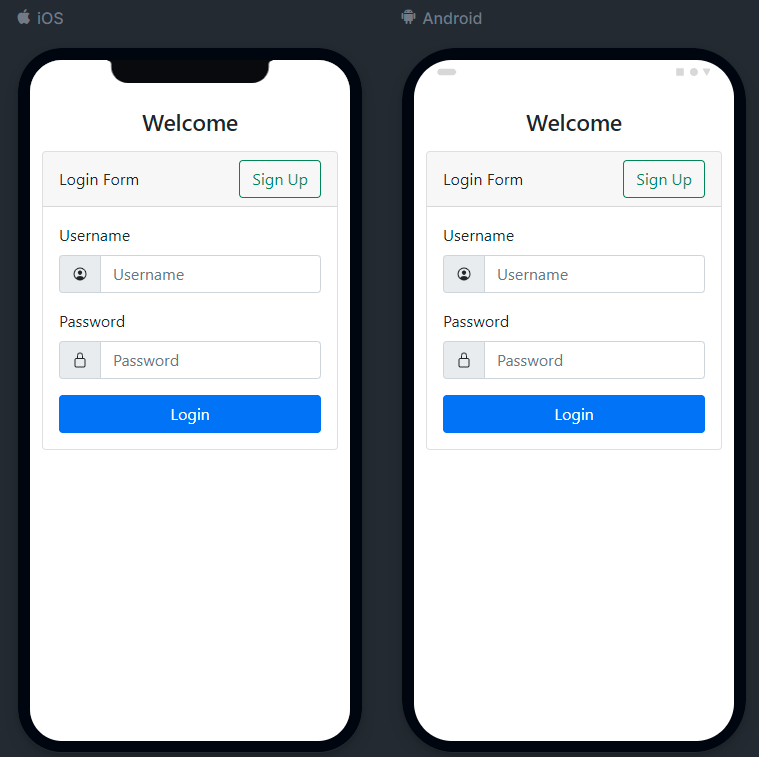 iOS
Welcome
Login Form
Sign Up
Username
Username
Password
Password
Login
Android
Welcome
Login Form
Sign Up
Username
Username
Password
Password
Login